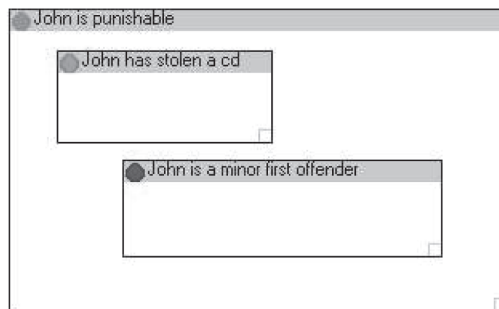 John is punishable
John has stolen a cd
John is a minor first offender